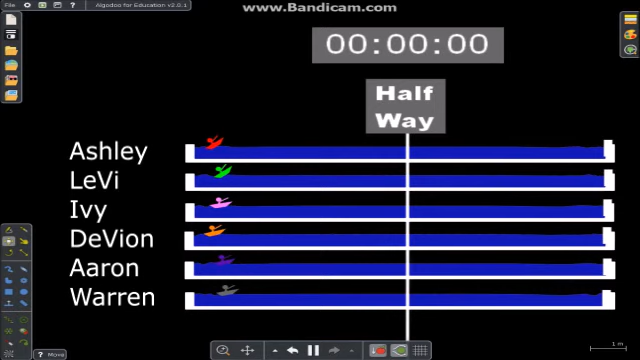 www.Bandicam.com
Algodoo for Education v2.0.1
File
00:00:00
Half
Way
Ashley
LeVi
Ivy
DeVion
Aaron
Warren
? Move
1 m